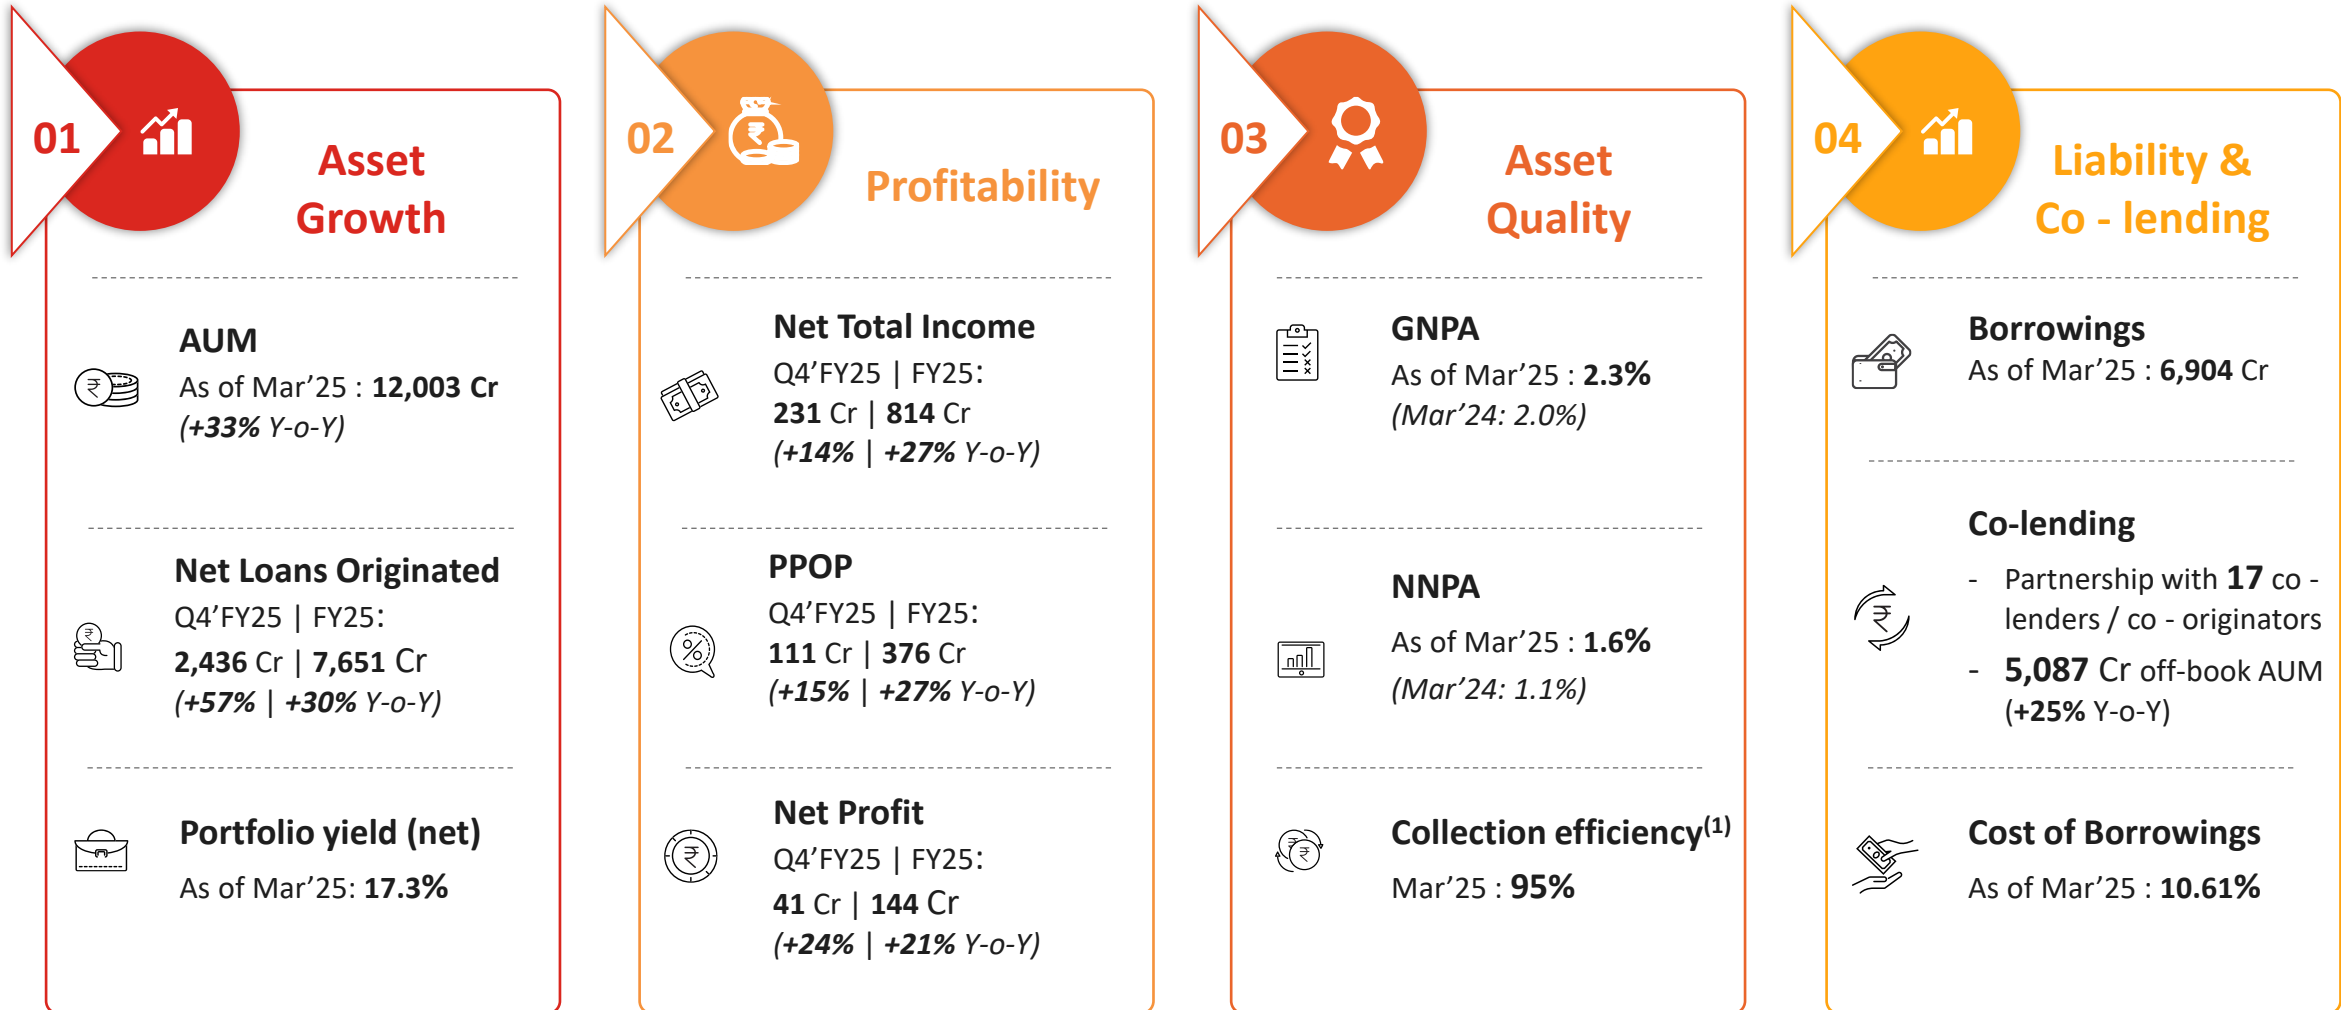 01
Asset
Growth
AUM
As of Mar’25 : 12,003 Cr
(+33% Y-o-Y)
Net Loans Originated
Q4’FY25 | FY25:
2,436 Cr | 7,651 Cr
(+57% | +30% Y-o-Y)
Portfolio yield (net)
As of Mar’25: 17.3%
02
Profitability
Net Total Income
Q4’FY25 | FY25:
231 Cr | 814 Cr
(+14% | +27% Y-o-Y)
PPOP
Q4’FY25 | FY25:
111 Cr | 376 Cr
(+15% | +27% Y-o-Y)
Net Profit
Q4’FY25 | FY25:
41 Cr | 144 Cr
(+24% | +21% Y-o-Y)
03
Asset
Quality
GNPA
As of Mar’25 : 2.3%
(Mar’24: 2.0%)
NNPA
As of Mar’25 : 1.6%
(Mar’24: 1.1%)
Collection efficiency(1)
Mar’25 : 95%
04
Liability &
Co - lending
Borrowings
As of Mar’25 : 6,904 Cr
Co-lending
- Partnership with 17 co -
lenders / co - originators
- 5,087 Cr off-book AUM
(+25% Y-o-Y)
Cost of Borrowings
As of Mar’25 : 10.61%